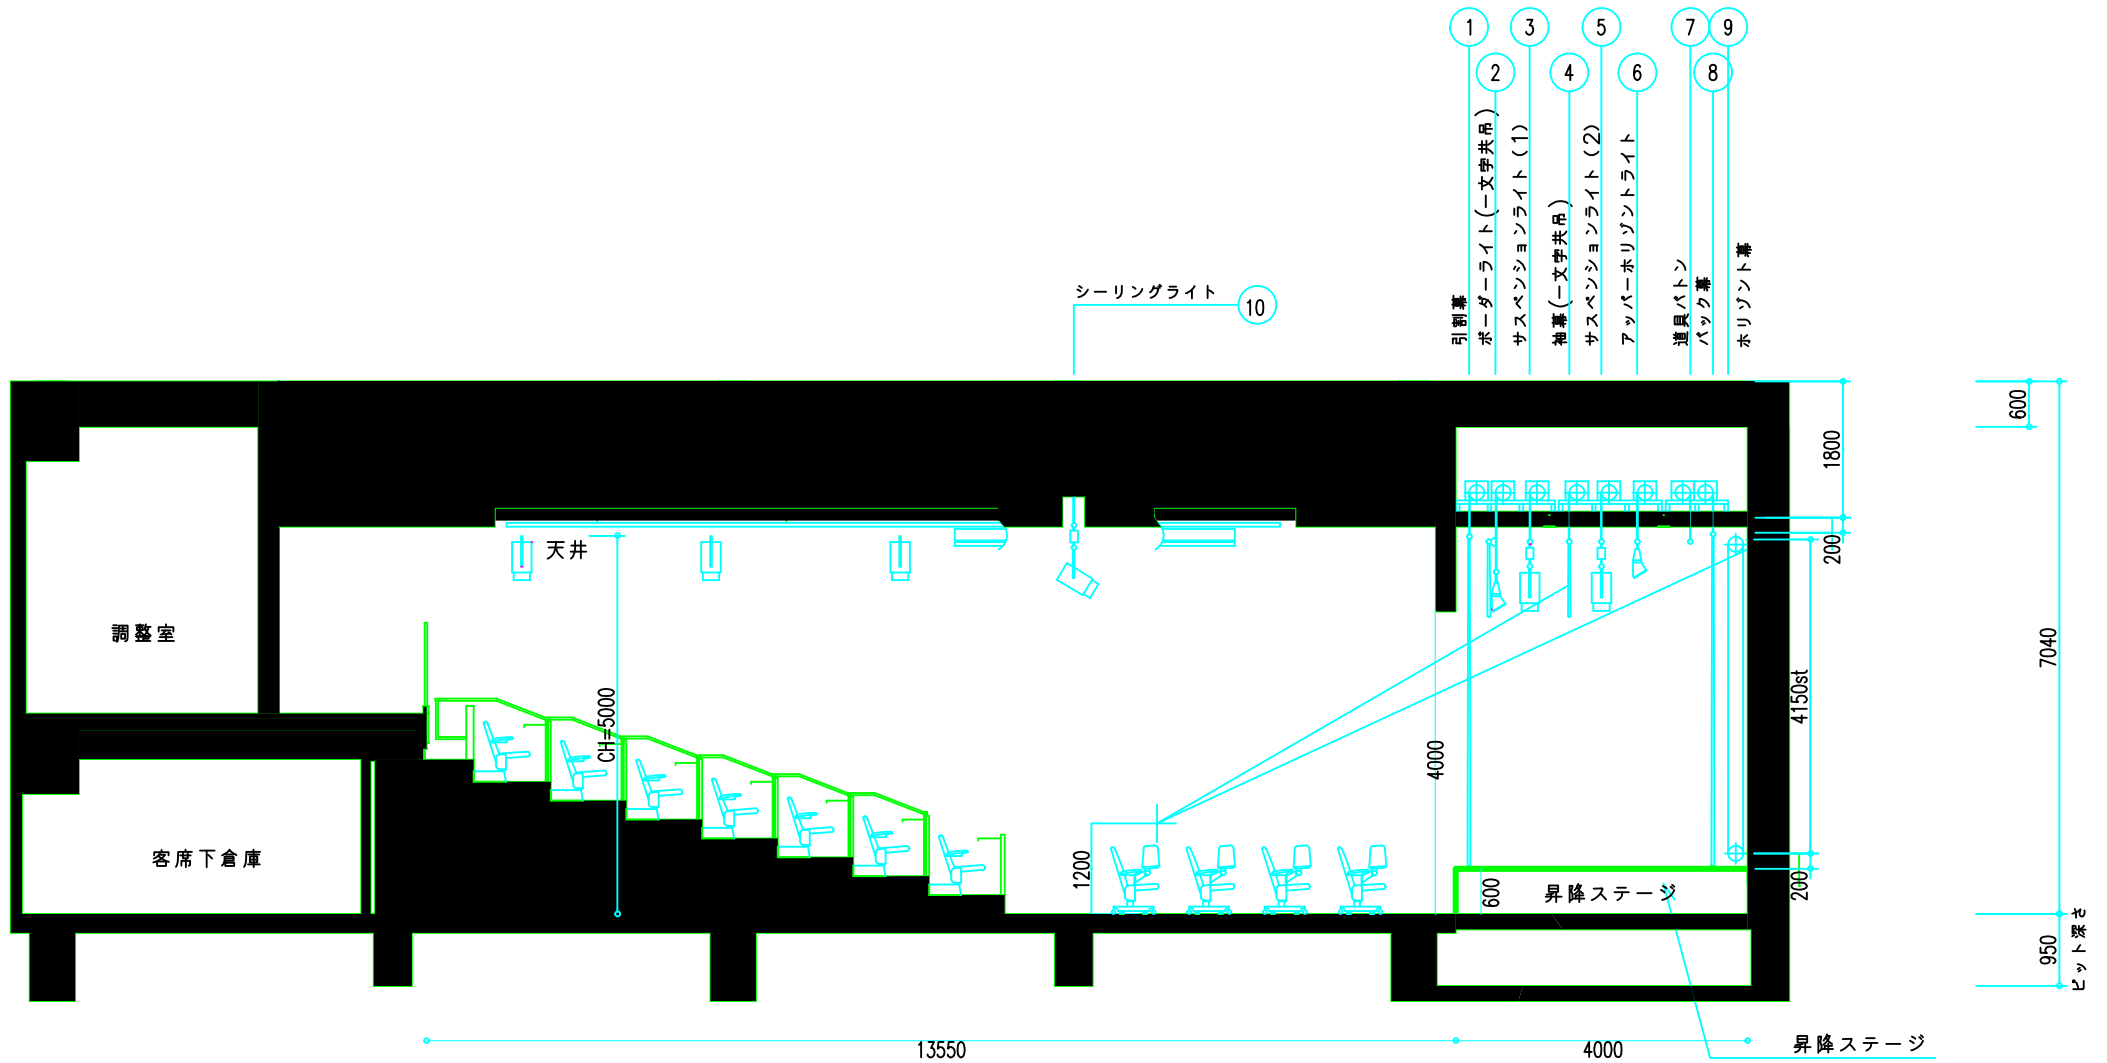 1
3
5
7
9
2
4
6
8
引割幕
ボーダーライト(一文字共吊)
サスペンションライト(1)
袖幕(一文字共吊)
サスペンションライト(2)
アッパーホリゾントライト
道具バトン
バック幕
ホリゾント幕
シーリングライト
10
600
1800
200
天井
調整室
CH=5000
7040
4150st
4000
客席下倉庫
1200
600
昇降ステージ
200
950
ピット深さ
13550
4000
昇降ステージ